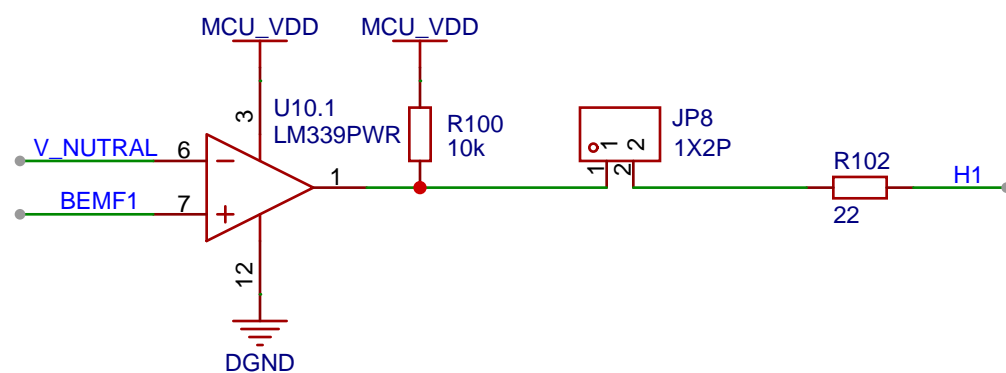 MCU_VDD MCU_VDD
3
U10.1
LM339PWR
R100
10k
JP8
1X2P
1 2
V_NUTRAL 6
BEMF1 7
1
1 2
R102
22
H1
12
DGND